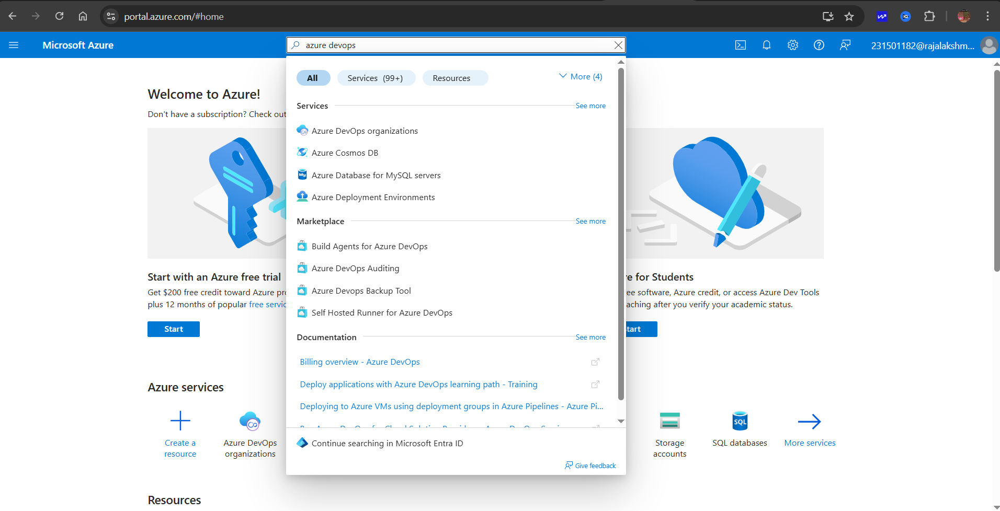 portal.azure.com/#home
Microsoft Azure
azure devops
231501182@rajalakshm...
All
Services (99+)
Resources
More (4)
Welcome to Azure!
Don't have a subscription? Check out
Services
See more
Azure DevOps organizations
Azure Cosmos DB
My
Azure Database for MySQL servers
Azure Deployment Environments
Marketplace
See more
Build Agents for Azure DevOps
Azure DevOps Auditing
Azure Devops Backup Tool
Self Hosted Runner for Azure DevOps
Documentation
See more
Billing overview - Azure DevOps
Deploy applications with Azure DevOps learning path - Training
Deploying to Azure VMs using deployment groups in Azure Pipelines - Azure Pi...
Continue searching in Microsoft Entra ID
Give feedback
Start with an Azure free trial
Get $200 free credit toward Azure pro
plus 12 months of popular free servic
Start
re for Students
ee software, Azure credit, or access Azure Dev Tools
aching after you verify your academic status.
tart
Azure services
Create a
resource
Azure DevOps
organizations
Storage
accounts
SQL
SQL databases
More services
Resources